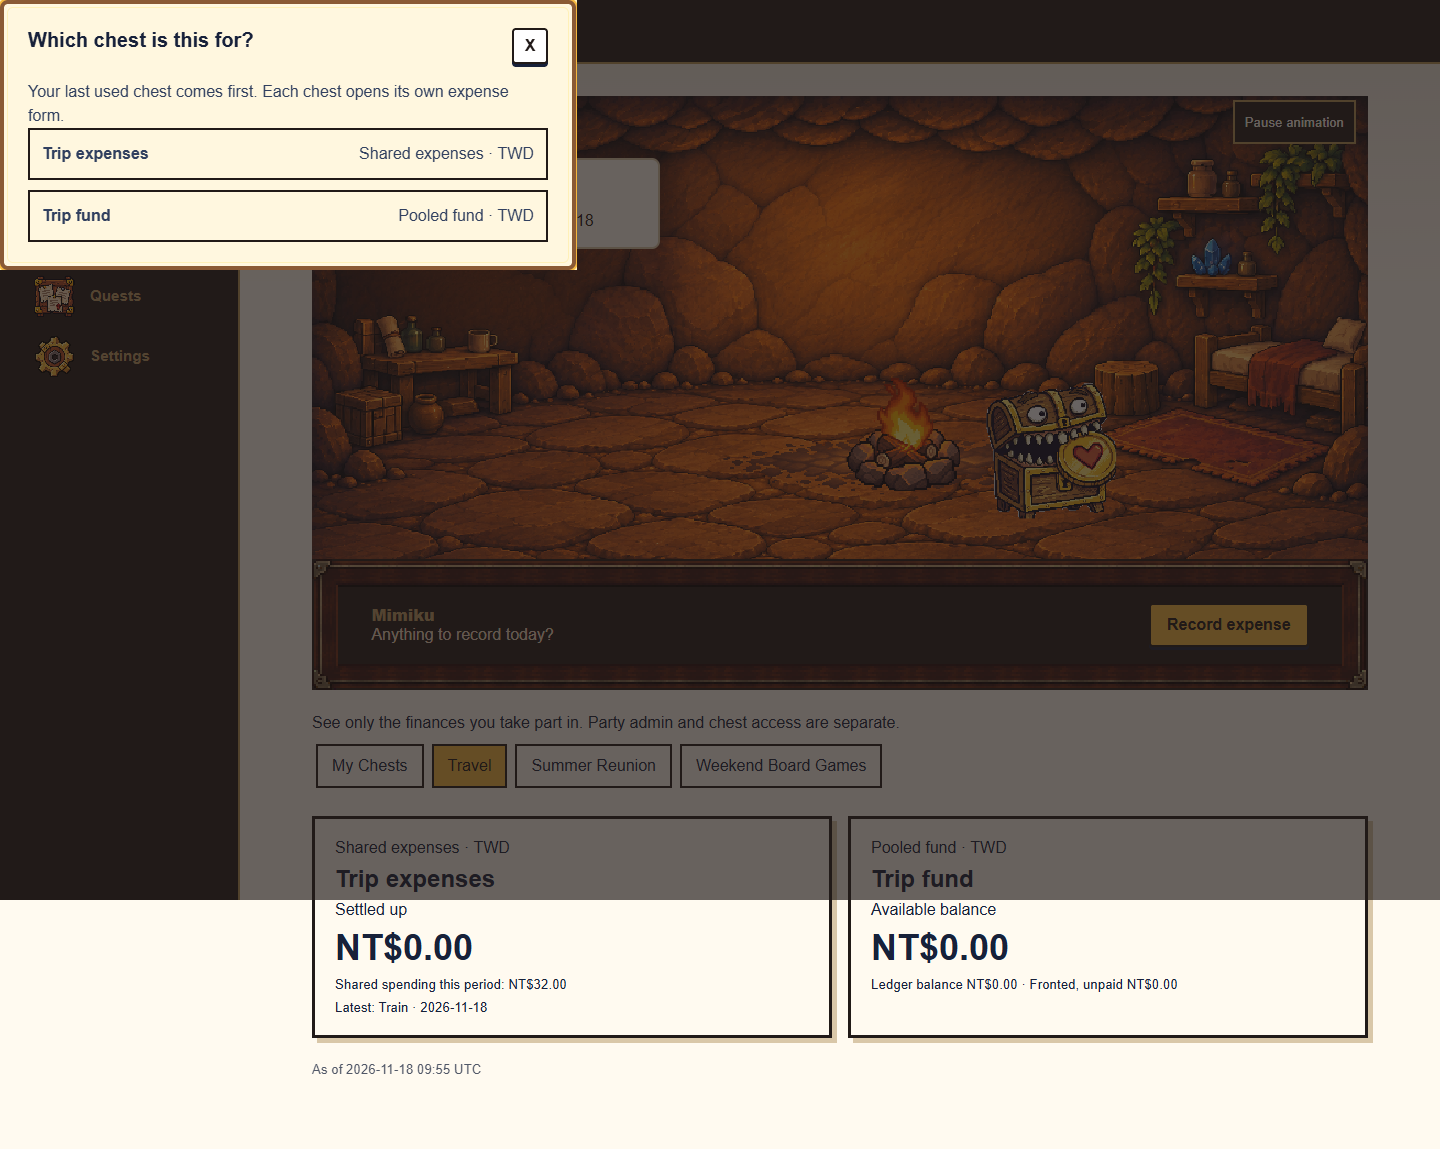 Which chest is this for?
X
Your last used chest comes first. Each chest opens its own expense
form.
Trip expenses
Shared expenses · TWD
Trip fund
Pooled fund · TWD
18
Pause animation
Quests
Settings
Mimiku
Anything to record today?
Record expense
See only the finances you take part in. Party admin and chest access are separate.
My Chests
Travel
Summer Reunion
Weekend Board Games
Shared expenses · TWD
Trip expenses
Settled up
NT$0.00
Shared spending this period: NT$32.00
Latest: Train · 2026-11-18
Pooled fund · TWD
Trip fund
Available balance
NT$0.00
Ledger balance NT$0.00 · Fronted, unpaid NT$0.00
As of 2026-11-18 09:55 UTC